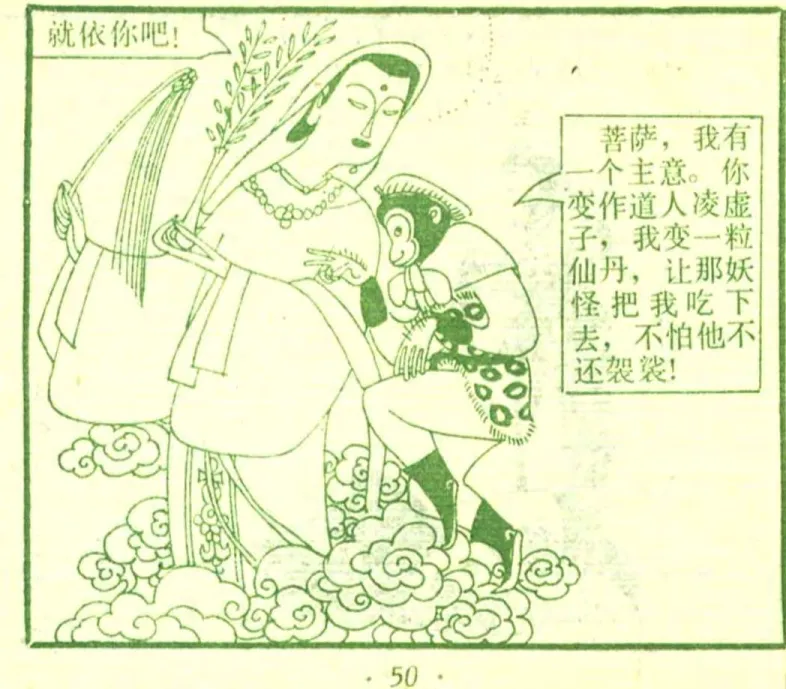 就依你吧！
菩萨，我有
一个主意。你
变作道人凌虚
子，我变一粒
仙丹，让那妖
怪把我吃下
去，不怕他不
还袈裟！
· 50 ·